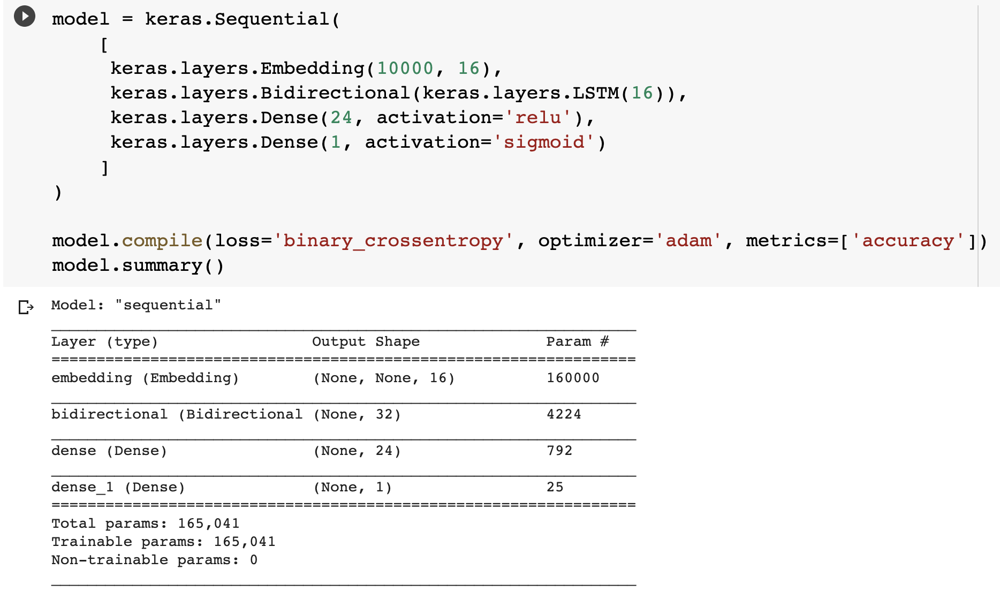 model = keras.Sequential(
    [
     keras.layers.Embedding(10000, 16),
     keras.layers.Bidirectional(keras.layers.LSTM(16)),
     keras.layers.Dense(24, activation='relu'),
     keras.layers.Dense(1, activation='sigmoid')
    ]
)

model.compile(loss='binary_crossentropy', optimizer='adam', metrics=['accuracy'])
model.summary()
Model: "sequential"
_________________________________________________________________
Layer (type)                 Output Shape              Param #
=================================================================
embedding (Embedding)        (None, None, 16)          160000
_________________________________________________________________
bidirectional (Bidirectional (None, 32)                4224
_________________________________________________________________
dense (Dense)                (None, 24)                792
_________________________________________________________________
dense_1 (Dense)              (None, 1)                 25
=================================================================
Total params: 165,041
Trainable params: 165,041
Non-trainable params: 0
_________________________________________________________________